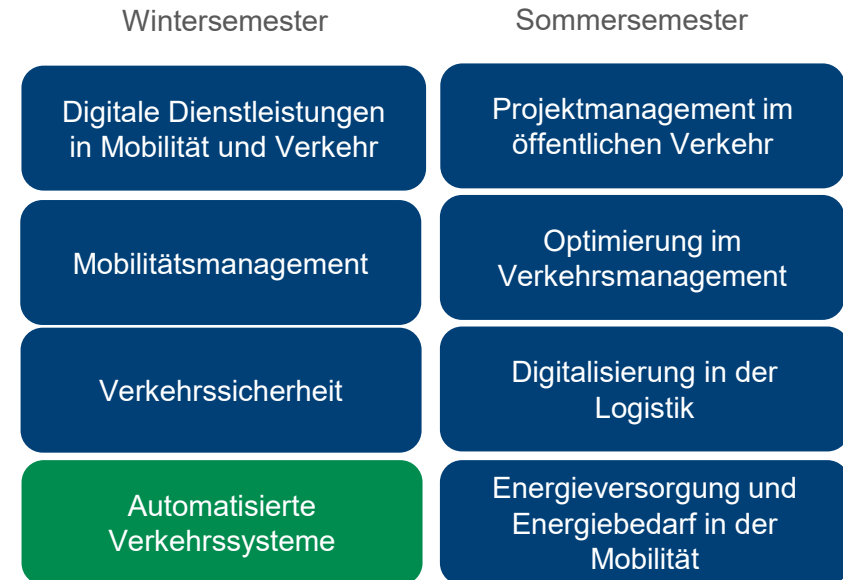 Wintersemester
Sommersemester
Digitale Dienstleistungen
in Mobilität und Verkehr
Projektmanagement im
öffentlichen Verkehr
Mobilitätsmanagement
Optimierung im
Verkehrsmanagement
Verkehrssicherheit
Digitalisierung in der
Logistik
Automatisierte
Verkehrssysteme
Energieversorgung und
Energiebedarf in der
Mobilität